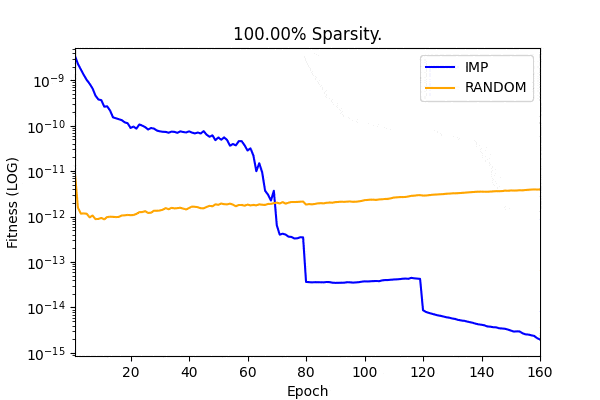 100.00% Sparsity.
IMP
RANDOM
Fitness (LOG)
10⁻⁹
10⁻¹⁰
10⁻¹¹
10⁻¹²
10⁻¹³
10⁻¹⁴
10⁻¹⁵
20 40 60 80 100 120 140 160
Epoch